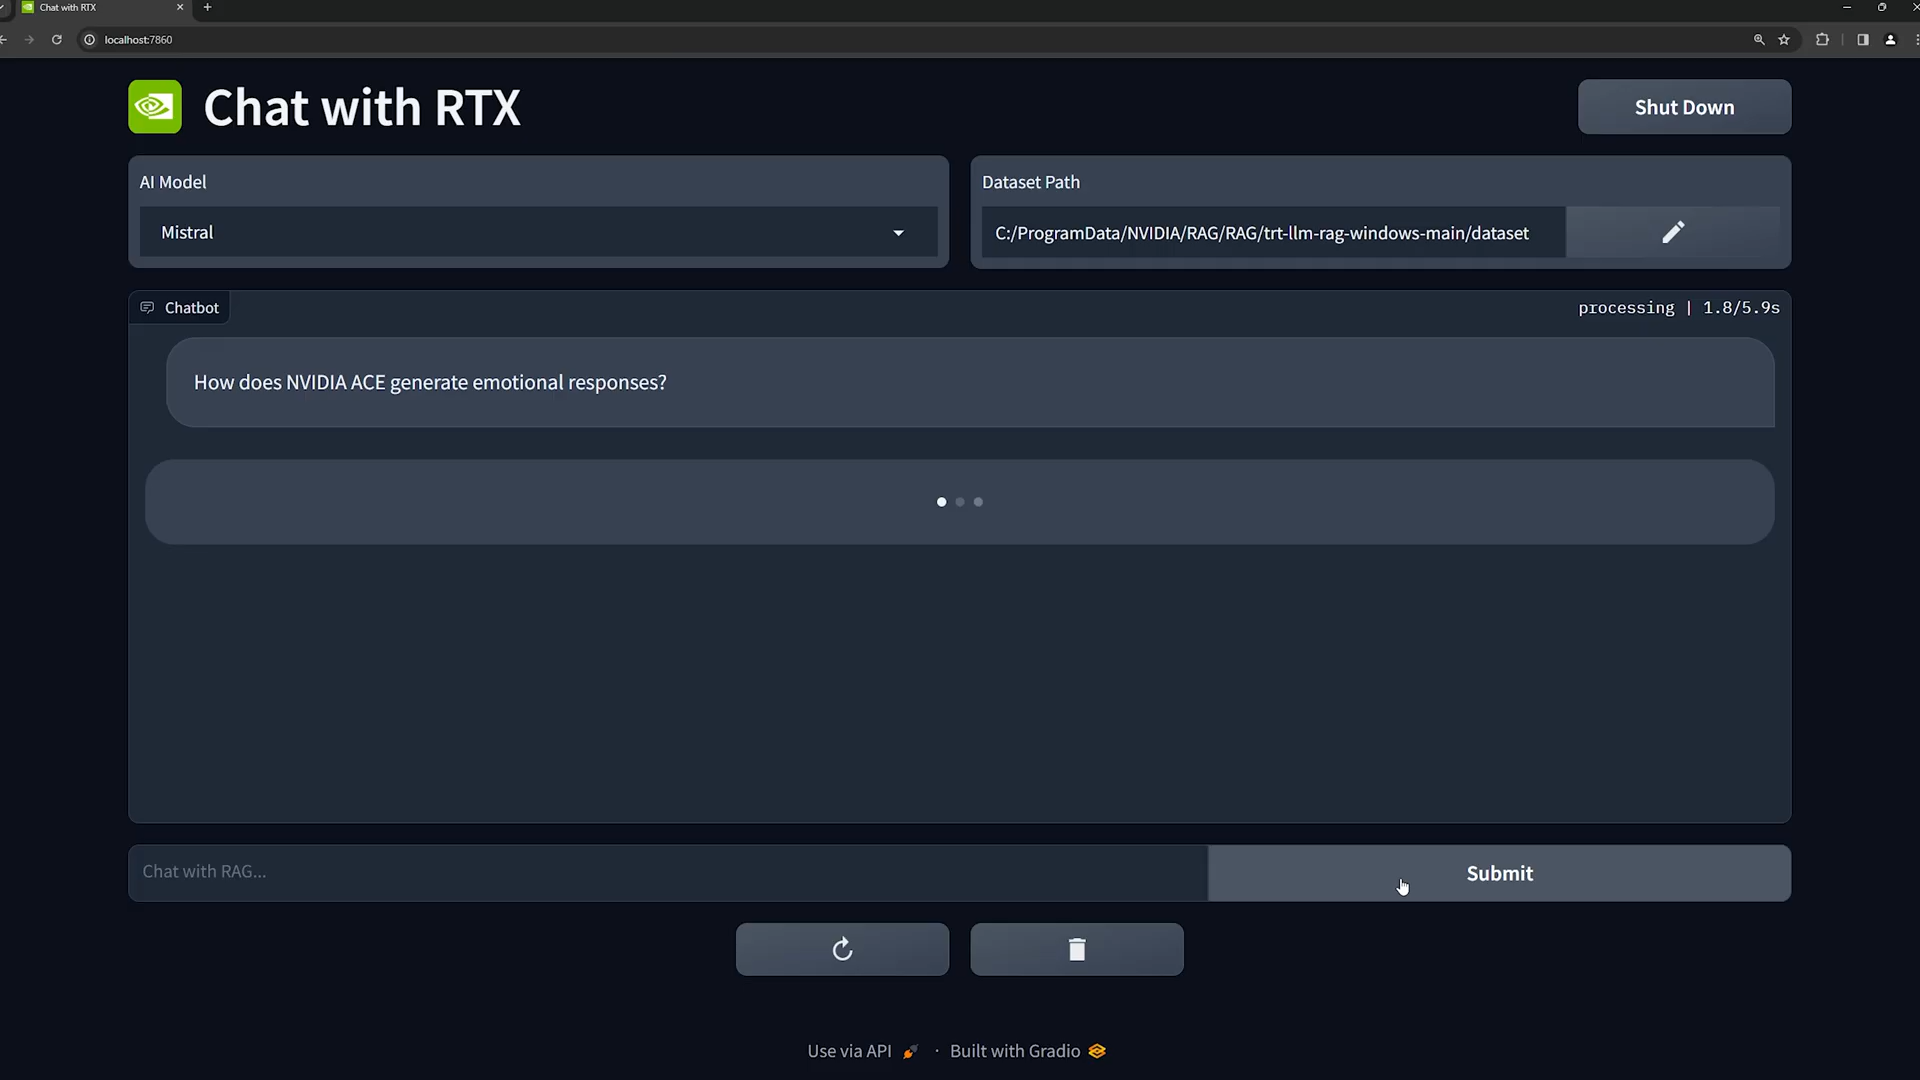 Chat with RTX
localhost:7860
Chat with RTX
Shut Down
AI Model
Mistral
Dataset Path
C:/ProgramData/NVIDIA/RAG/RAG/trt-llm-rag-windows-main/dataset
Chatbot
processing | 1.8/5.9s
How does NVIDIA ACE generate emotional responses?
Chat with RAG...
Submit
Use via API · Built with Gradio